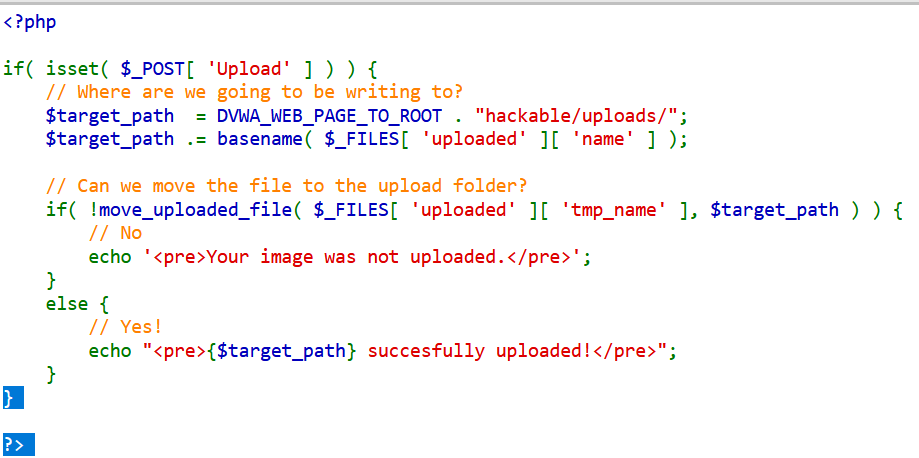 <?php

if( isset( $_POST[ 'Upload' ] ) ) {
    // Where are we going to be writing to?
    $target_path  = DVWA_WEB_PAGE_TO_ROOT . "hackable/uploads/";
    $target_path .= basename( $_FILES[ 'uploaded' ][ 'name' ] );

    // Can we move the file to the upload folder?
    if( !move_uploaded_file( $_FILES[ 'uploaded' ][ 'tmp_name' ], $target_path ) ) {
        // No
        echo '<pre>Your image was not uploaded.</pre>';
    }
    else {
        // Yes!
        echo "<pre>{$target_path} succesfully uploaded!</pre>";
    }
}

?>